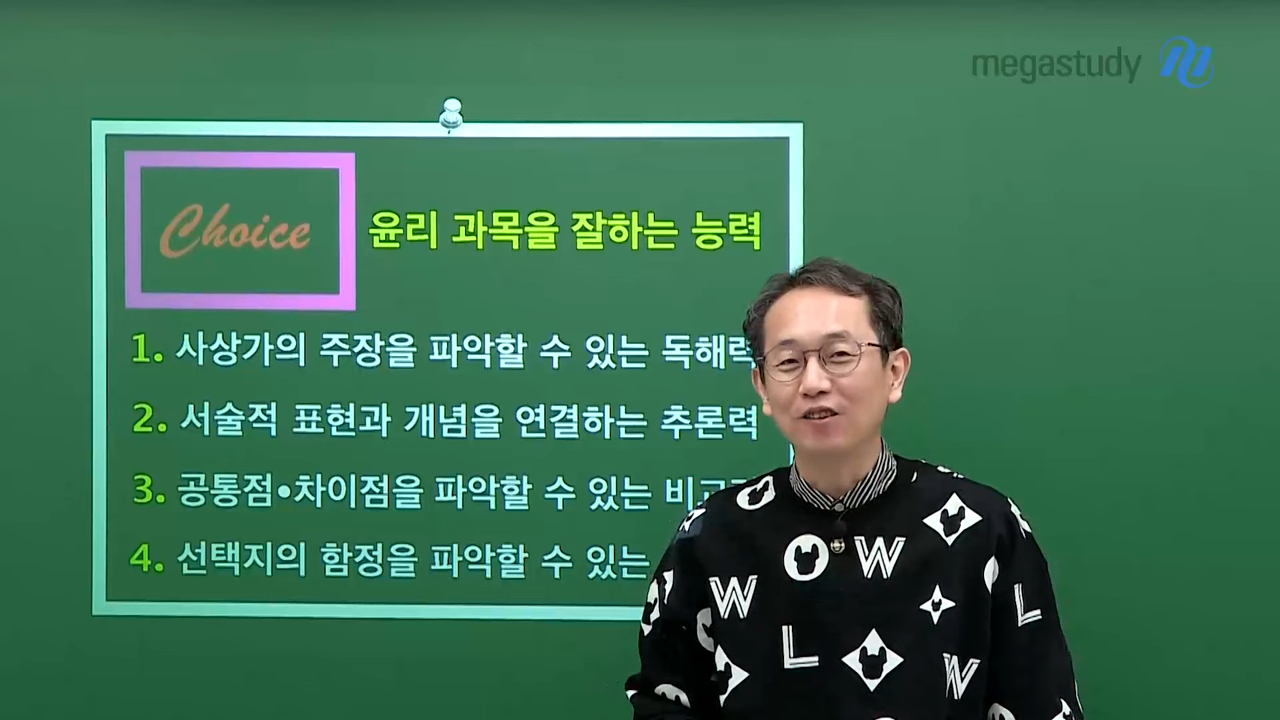 megastudy
Choice
윤리 과목을 잘하는 능력
1. 사상가의 주장을 파악할 수 있는 독해력
2. 서술적 표현과 개념을 연결하는 추론력
3. 공통점•차이점을 파악할 수 있는
4. 선택지의 함정을 파악할 수 있는
W
O W
L
L
W